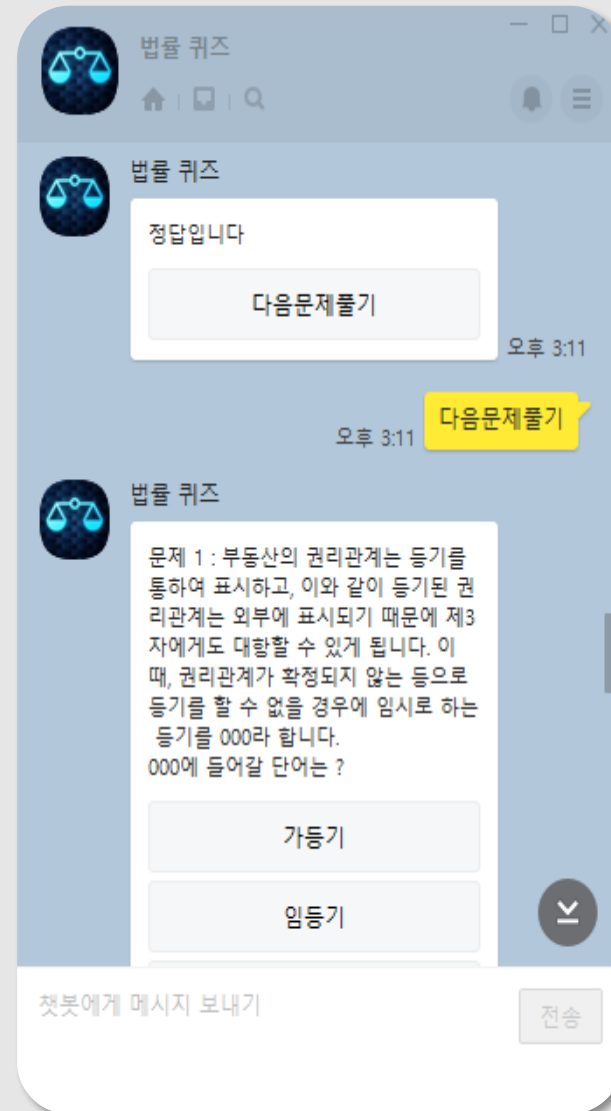 법률 퀴즈
법률 퀴즈
정답입니다
다음문제풀기
오후 3:11
다음문제풀기
오후 3:11
법률 퀴즈
문제 1 : 부동산의 권리관계는 등기를
통하여 표시하고, 이와 같이 등기된 권
리관계는 외부에 표시되기 때문에 제3
자에게도 대항할 수 있게 됩니다. 이
때, 권리관계가 확정되지 않는 등으로
등기를 할 수 없을 경우에 임시로 하는
등기를 000라 합니다.
000에 들어갈 단어는 ?
가등기
임등기
챗봇에게 메시지 보내기
전송